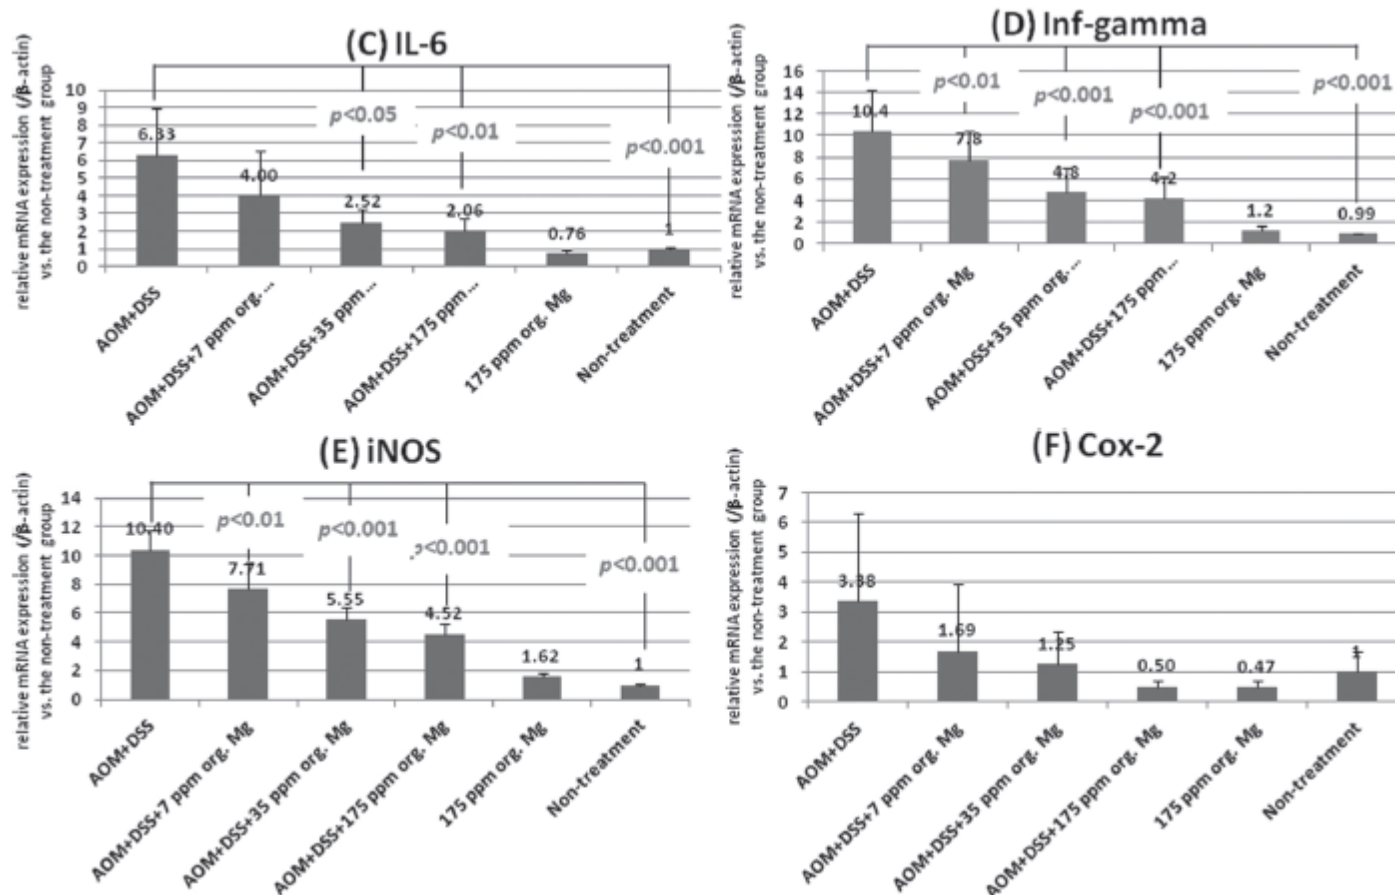 (C) IL-6
relative mRNA expression (/β-actin)
vs. the non-treatment group
10
9
8
7
6
5
4
3
2
1
0
6.33
4.00
2.52
2.06
0.76
1
p<0.05
p<0.01
p<0.001
AOM+DSS
AOM+DSS+7 ppm org. ...
AOM+DSS+35 ppm ...
AOM+DSS+175 ppm ...
175 ppm org. Mg
Non-treatment
(D) Inf-gamma
relative mRNA expression (/β-actin)
vs. the non-treatment group
16
14
12
10
8
6
4
2
0
10.4
7.8
4.8
4.2
1.2
0.99
p<0.01
p<0.001
p<0.001
p<0.001
AOM+DSS
AOM+DSS+7 ppm org. Mg
AOM+DSS+35 ppm org. ...
AOM+DSS+175 ppm ...
175 ppm org. Mg
Non-treatment
(E) iNOS
relative mRNA expression (/β-actin)
vs. the non-treatment group
14
12
10
8
6
4
2
0
10.40
7.71
5.55
4.52
1.62
1
p<0.01
p<0.001
p<0.001
p<0.001
AOM+DSS
AOM+DSS+7 ppm org. Mg
AOM+DSS+35 ppm org. Mg
AOM+DSS+175 ppm org. Mg
175 ppm org. Mg
Non-treatment
(F) Cox-2
relative mRNA expression (/β-actin)
vs. the non-treatment group
7
6
5
4
3
2
1
0
3.38
1.69
1.25
0.50
0.47
1
AOM+DSS
AOM+DSS+7 ppm org. Mg
AOM+DSS+35 ppm org. Mg
AOM+DSS+175 ppm org. Mg
175 ppm org. Mg
Non-treatment